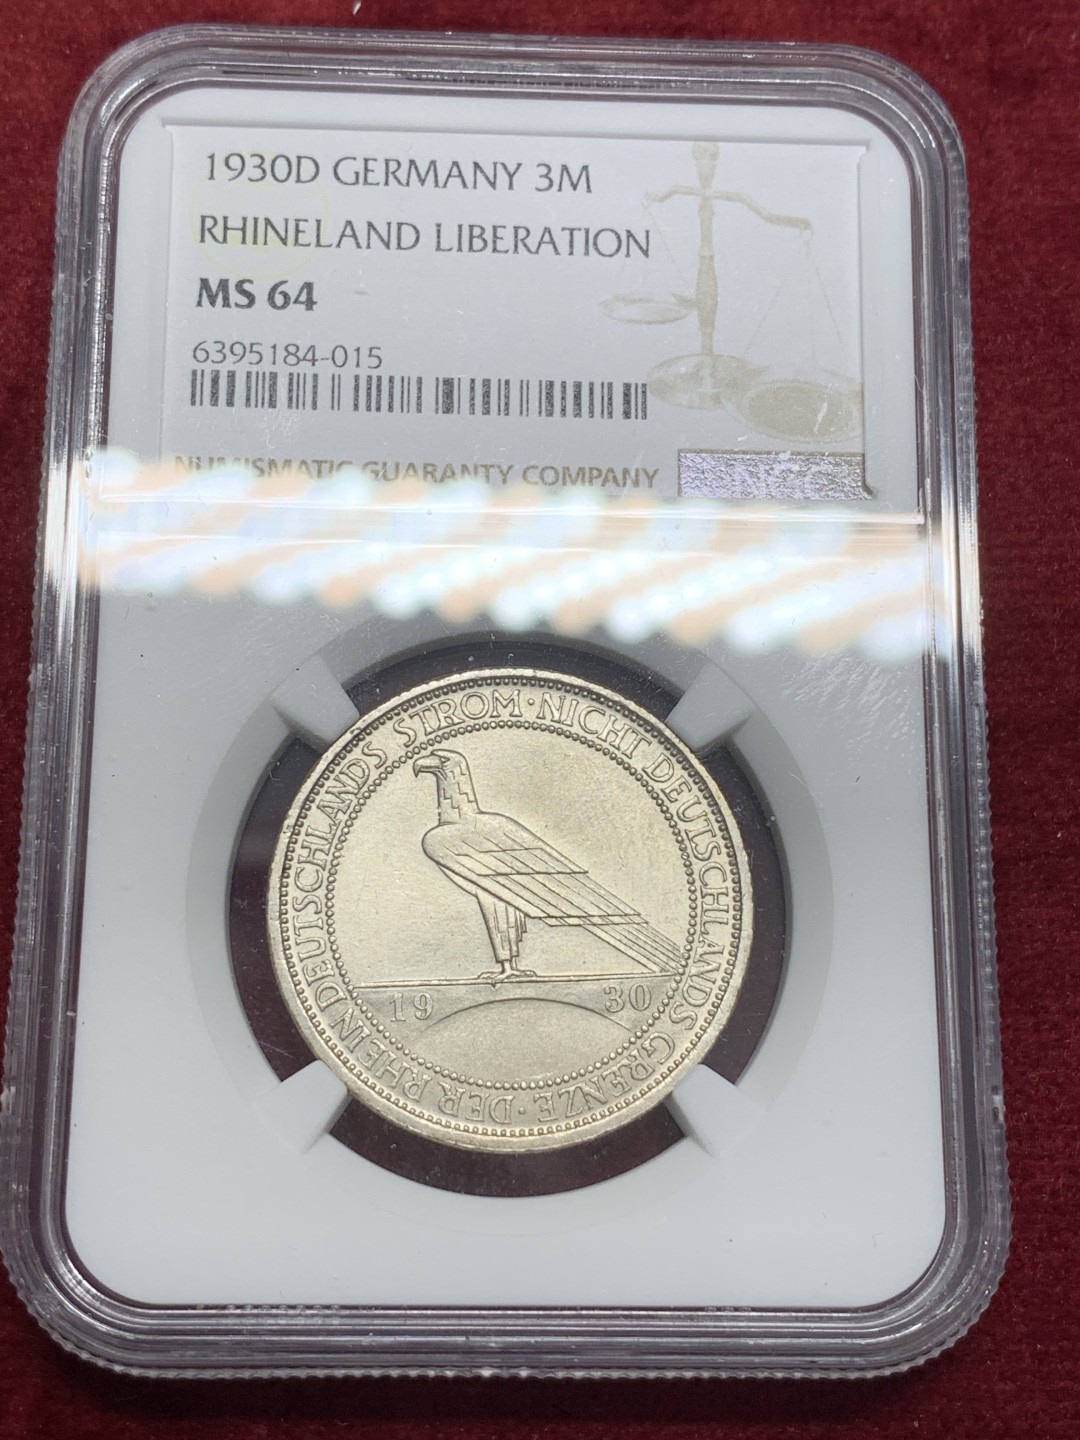 1930D GERMANY 3M
RHINELAND LIBERATION
MS 64
6395184-015
NUMISMATIC GUARANTY COMPANY
DER RHEIN DEUTSCHLANDS STROM · NICHT DEUTSCHLANDS GRENZE ·
19 30